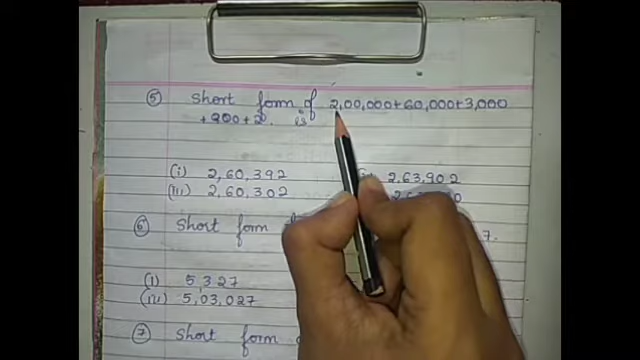 ⑤ Short form of 2,00,000+60,000+3,000
+900+2. is
(i) 2,60,392 2,63,902
(iii) 2,60,302
⑥ Short form 7.
(i) 5,327
(iii) 5,03,027
⑦ Short form